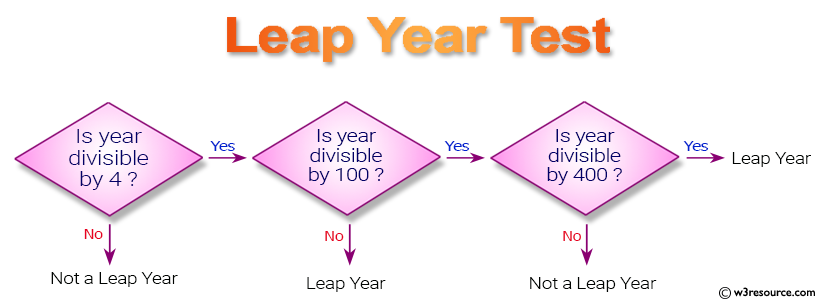 Leap Year Test
Is year
divisible
by 4 ?
Yes
No
Not a Leap Year
Is year
divisible
by 100 ?
Yes
No
Leap Year
Is year
divisible
by 400 ?
Yes
Leap Year
No
Not a Leap Year
© w3resource.com